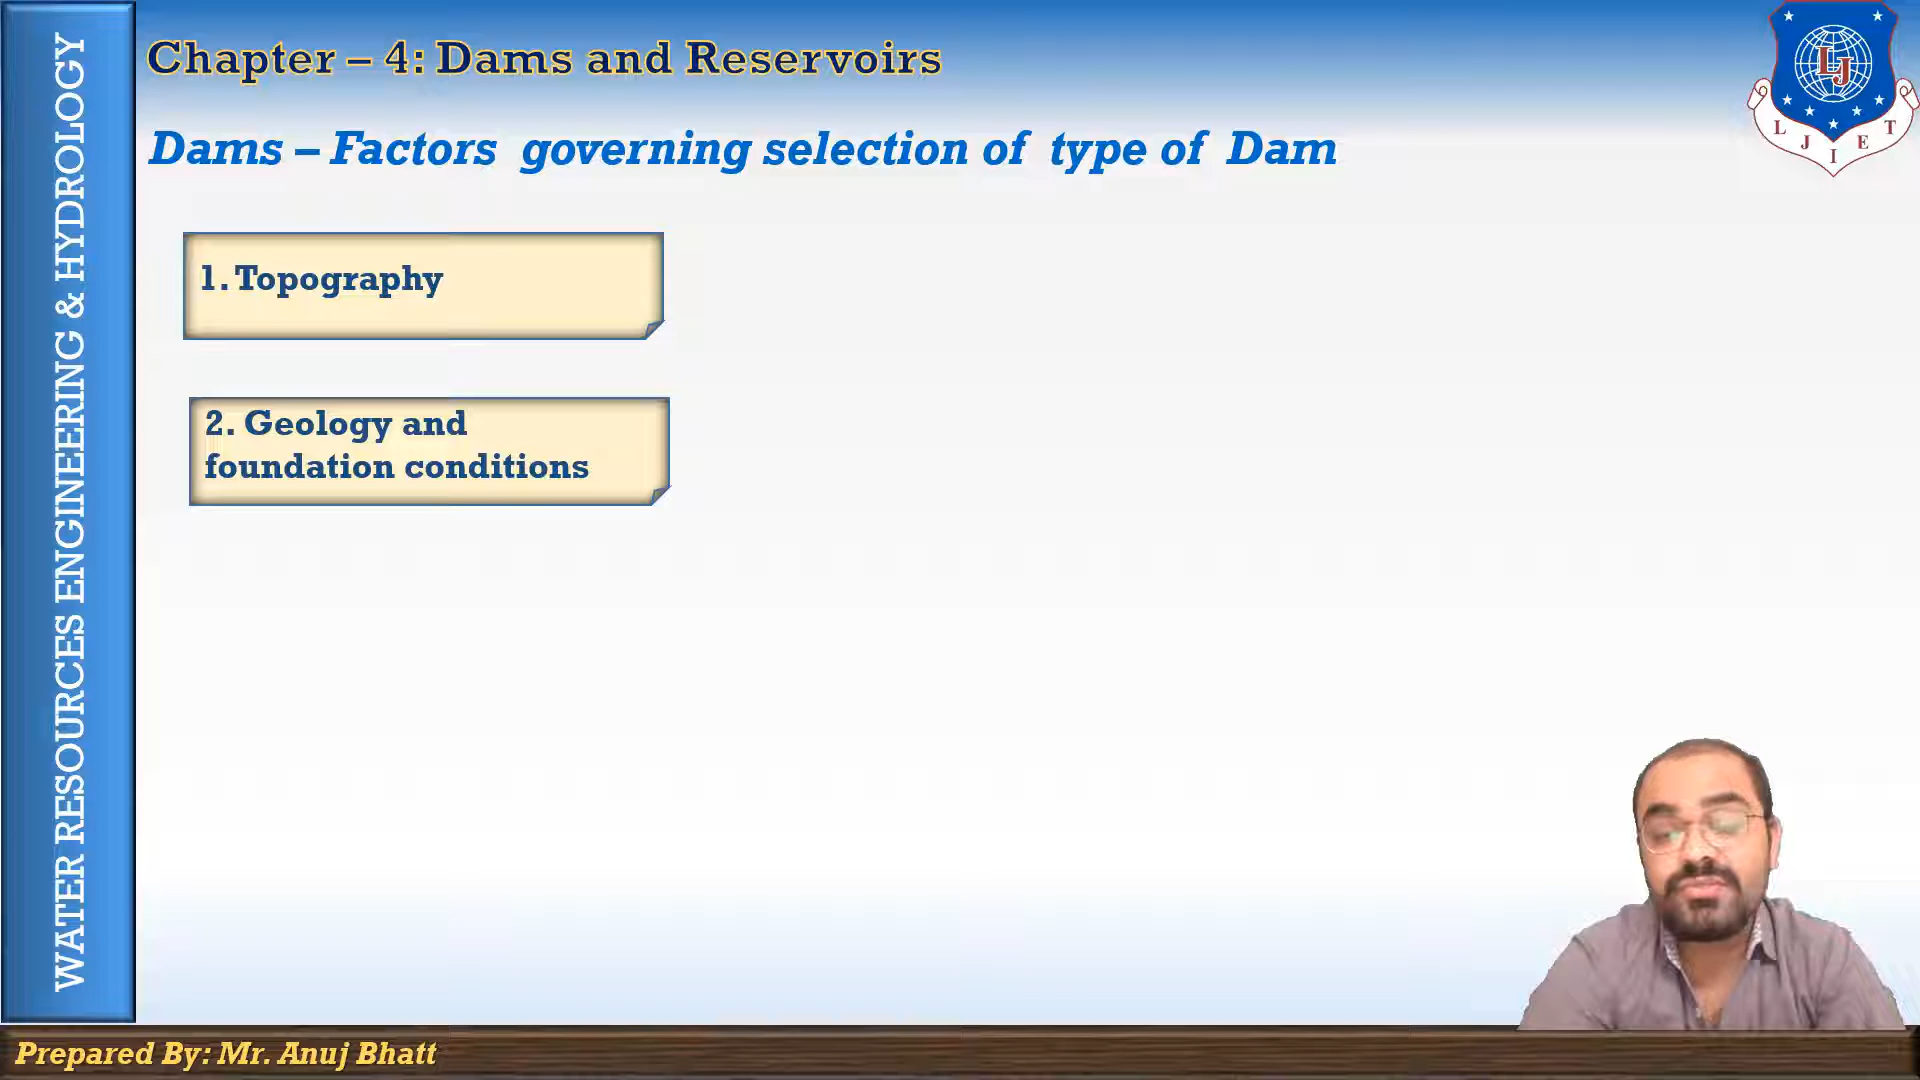 WATER RESOURCES ENGINEERING & HYDROLOGY
Chapter – 4: Dams and Reservoirs
Dams – Factors governing selection of type of Dam
1. Topography
2. Geology and
foundation conditions
LJ
L J I E T
Prepared By: Mr. Anuj Bhatt